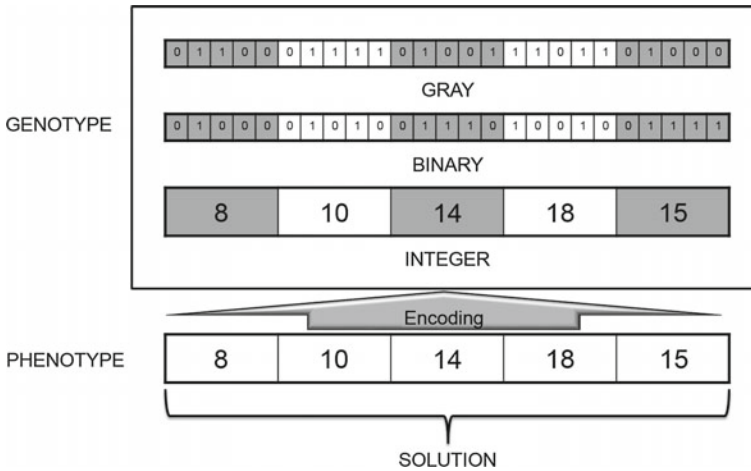 0 1 1 0 0 0 1 1 1 1 0 1 0 0 1 1 1 0 1 1 0 1 0 0 0
GRAY
GENOTYPE
0 1 0 0 0 0 1 0 1 0 0 1 1 1 0 1 0 0 1 0 0 1 1 1 1
BINARY
8 10 14 18 15
INTEGER
Encoding
PHENOTYPE 8 10 14 18 15
SOLUTION